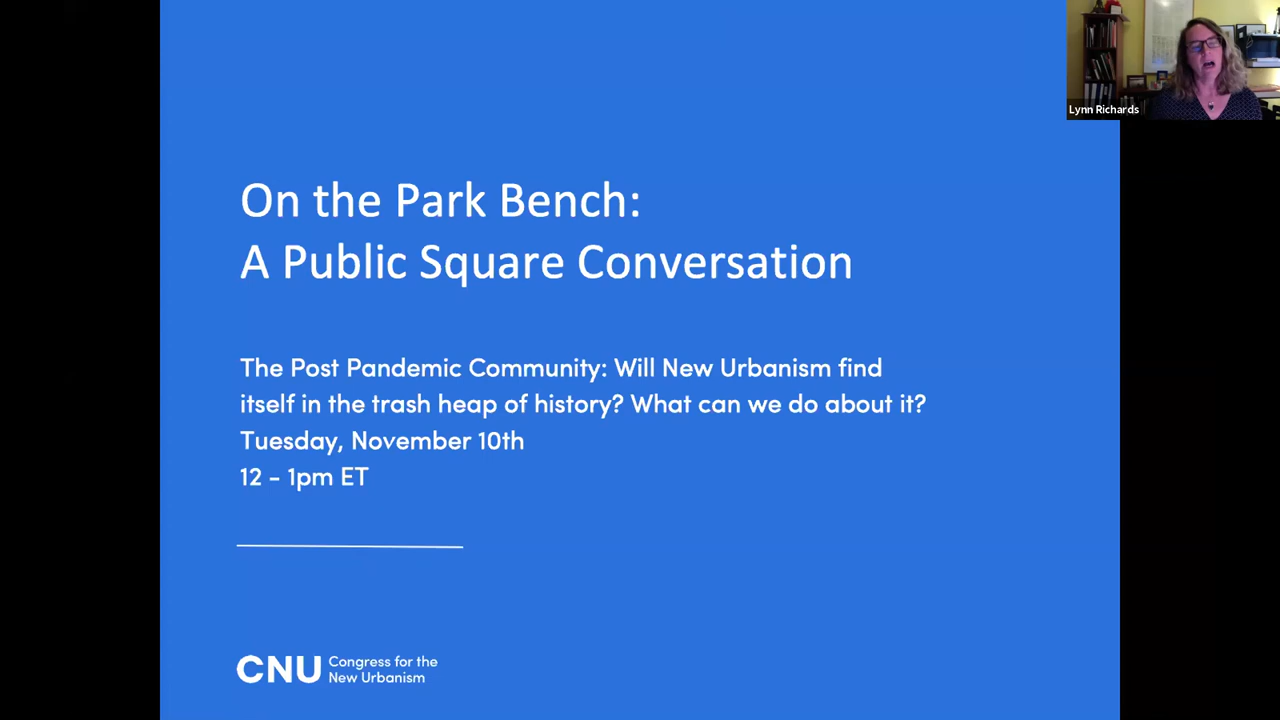 Lynn Richards
On the Park Bench:
A Public Square Conversation
The Post Pandemic Community: Will New Urbanism find
itself in the trash heap of history? What can we do about it?
Tuesday, November 10th
12 - 1pm ET
CNU
Congress for the
New Urbanism